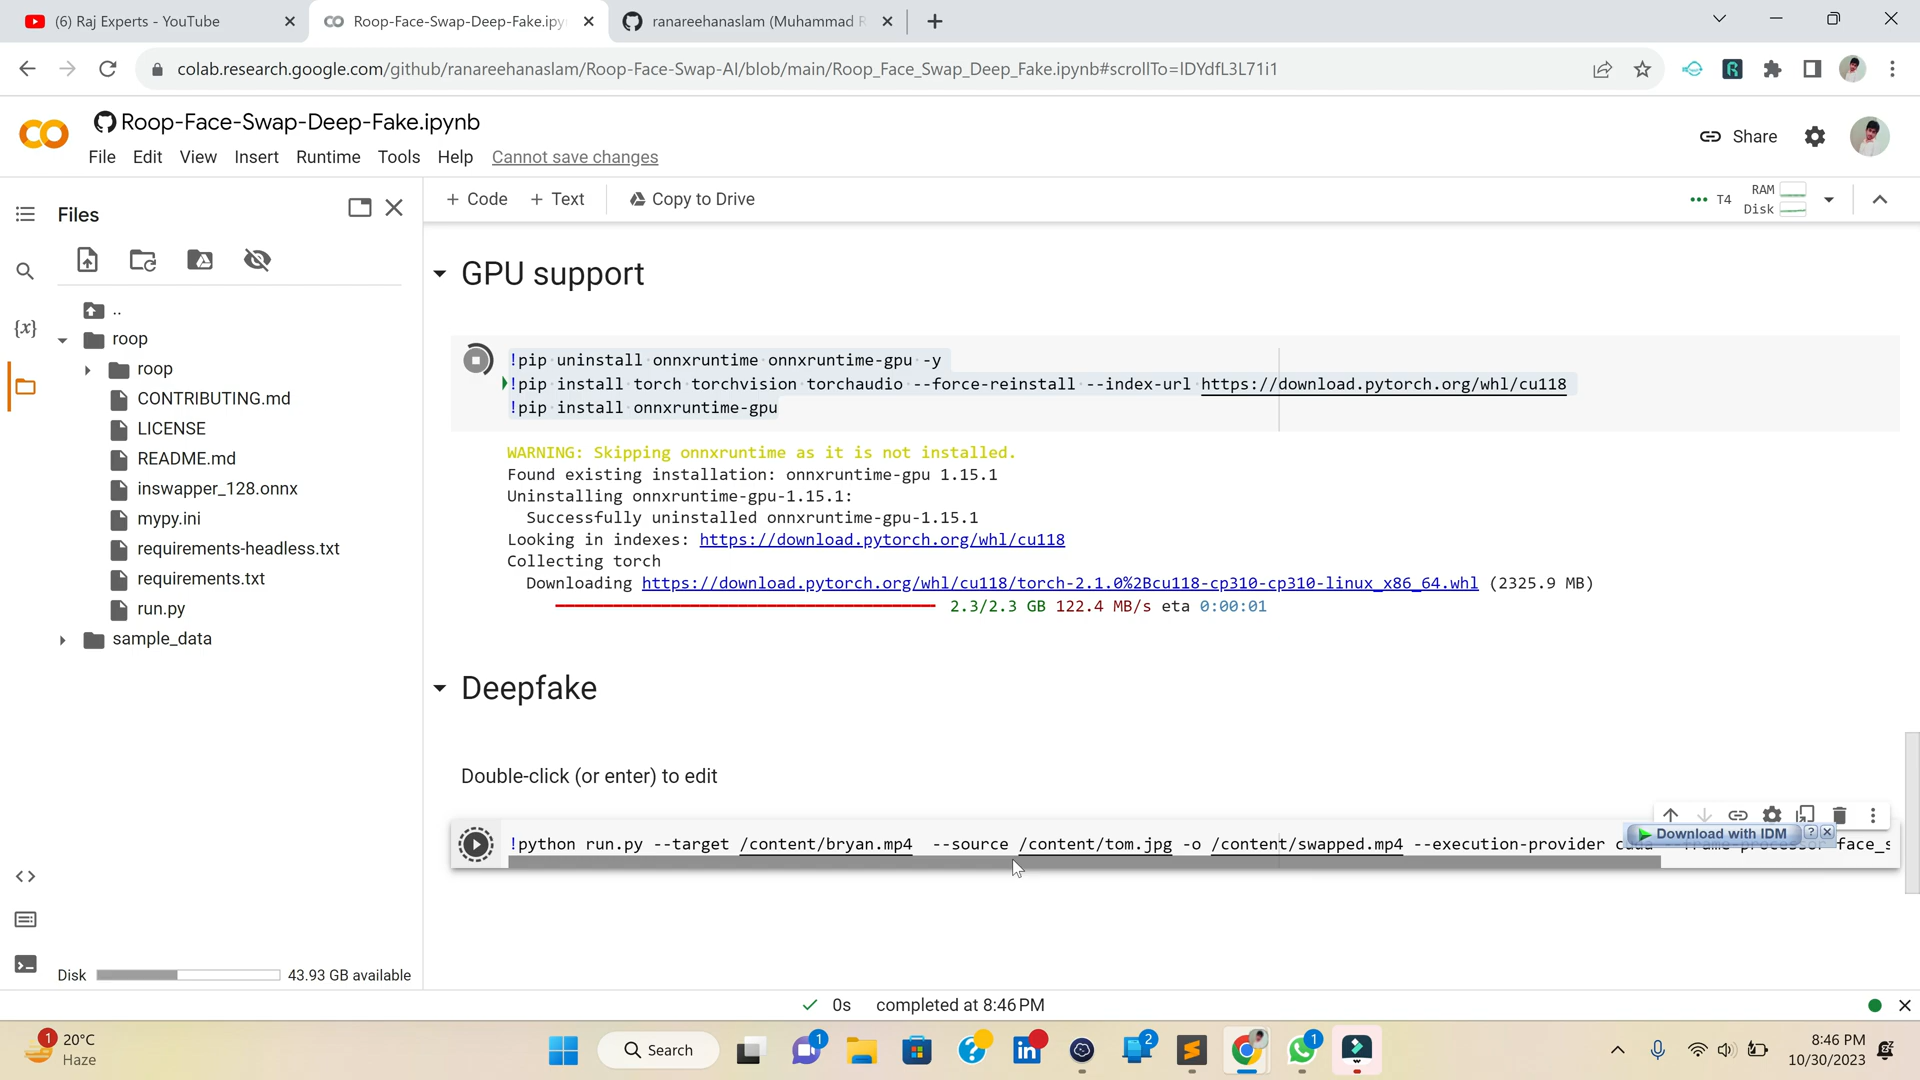 (6) Raj Experts - YouTube
Roop-Face-Swap-Deep-Fake.ipy
ranareehanaslam (Muhammad R
colab.research.google.com/github/ranareehanaslam/Roop-Face-Swap-AI/blob/main/Roop_Face_Swap_Deep_Fake.ipynb#scrollTo=lDYdfL3L71i1
Roop-Face-Swap-Deep-Fake.ipynb
Share
File Edit View Insert Runtime Tools Help Cannot save changes
Files
+ Code + Text Copy to Drive
T4
RAM
Disk
GPU support
..
roop
roop
CONTRIBUTING.md
LICENSE
README.md
inswapper_128.onnx
mypy.ini
requirements-headless.txt
requirements.txt
run.py
sample_data
!pip uninstall onnxruntime onnxruntime-gpu -y
!pip install torch torchvision torchaudio --force-reinstall --index-url https://download.pytorch.org/whl/cu118
!pip install onnxruntime-gpu
WARNING: Skipping onnxruntime as it is not installed.
Found existing installation: onnxruntime-gpu 1.15.1
Uninstalling onnxruntime-gpu-1.15.1:
Successfully uninstalled onnxruntime-gpu-1.15.1
Looking in indexes: https://download.pytorch.org/whl/cu118
Collecting torch
Downloading https://download.pytorch.org/whl/cu118/torch-2.1.0%2Bcu118-cp310-cp310-linux_x86_64.whl (2325.9 MB)
2.3/2.3 GB 122.4 MB/s eta 0:00:01
Deepfake
Double-click (or enter) to edit
Download with IDM
!python run.py --target /content/bryan.mp4 --source /content/tom.jpg -o /content/swapped.mp4 --execution-provider cuda --frame-processor face_s
Disk 43.93 GB available
0s completed at 8:46 PM
1
20°C
Haze
Search
1
2
1
8:46 PM
10/30/2023